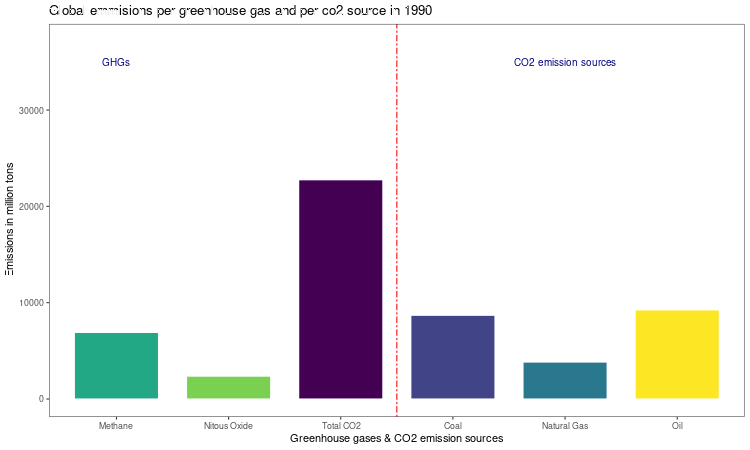 Global emmisions per greenhouse gas and per co2 source in 1990
GHGs
CO2 emission sources
30000
20000
10000
0
Emissions in million tons
Methane
Nitous Oxide
Total CO2
Coal
Natural Gas
Oil
Greenhouse gases & CO2 emission sources